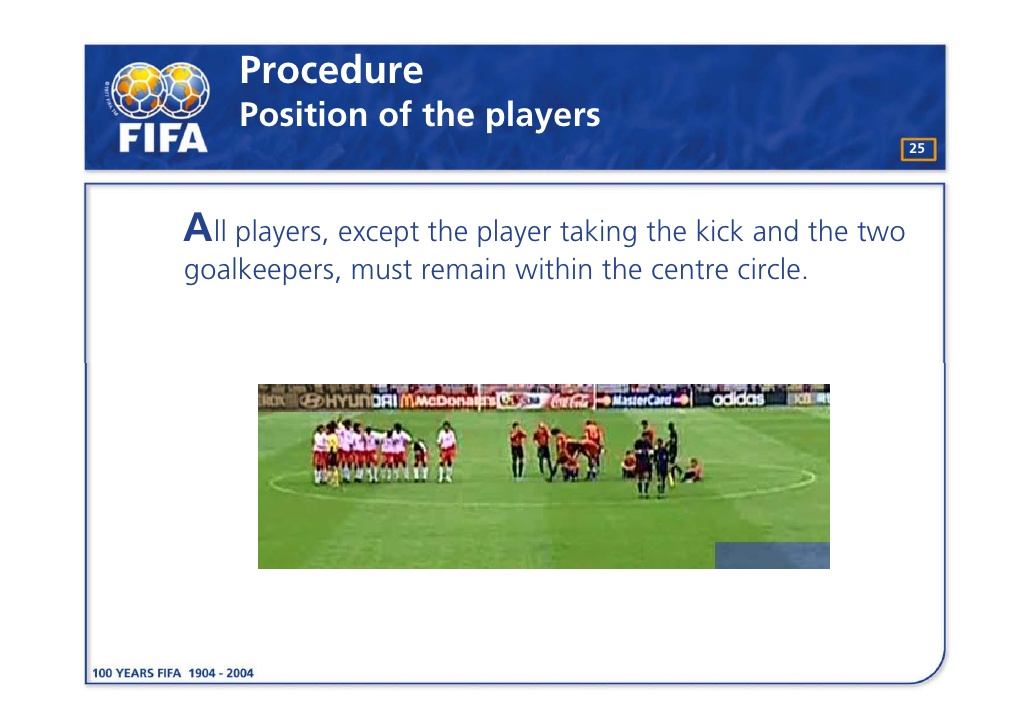 Procedure
Position of the players
FIFA
25
All players, except the player taking the kick and the two
goalkeepers, must remain within the centre circle.
HYUNDAI McDonald's Coca-Cola MasterCard adidas
100 YEARS FIFA 1904 - 2004